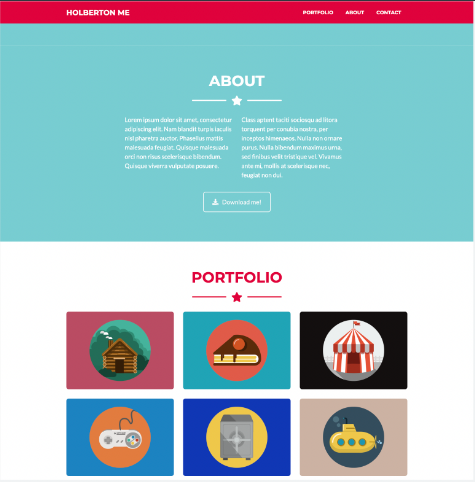 HOLBERTON ME
PORTFOLIO ABOUT CONTACT
ABOUT
Lorem ipsum dolor sit amet, consectetur
adipiscing elit. Nam blandit turpis iaculis
nisl pharetra auctor. Phasellus mattis
malesuada feugiat. Quisque malesuada
orci non risus scelerisque bibendum.
Quisque viverra vulputate posuere.
Class aptent taciti sociosqu ad litora
torquent per conubia nostra, per
inceptos himenaeos. Nulla non ornare
purus. Nulla bibendum maximus urna,
sed finibus velit tristique vel. Vivamus
ante mi, mollis at scelerisque nec,
feugiat non dui.
Download me!
PORTFOLIO